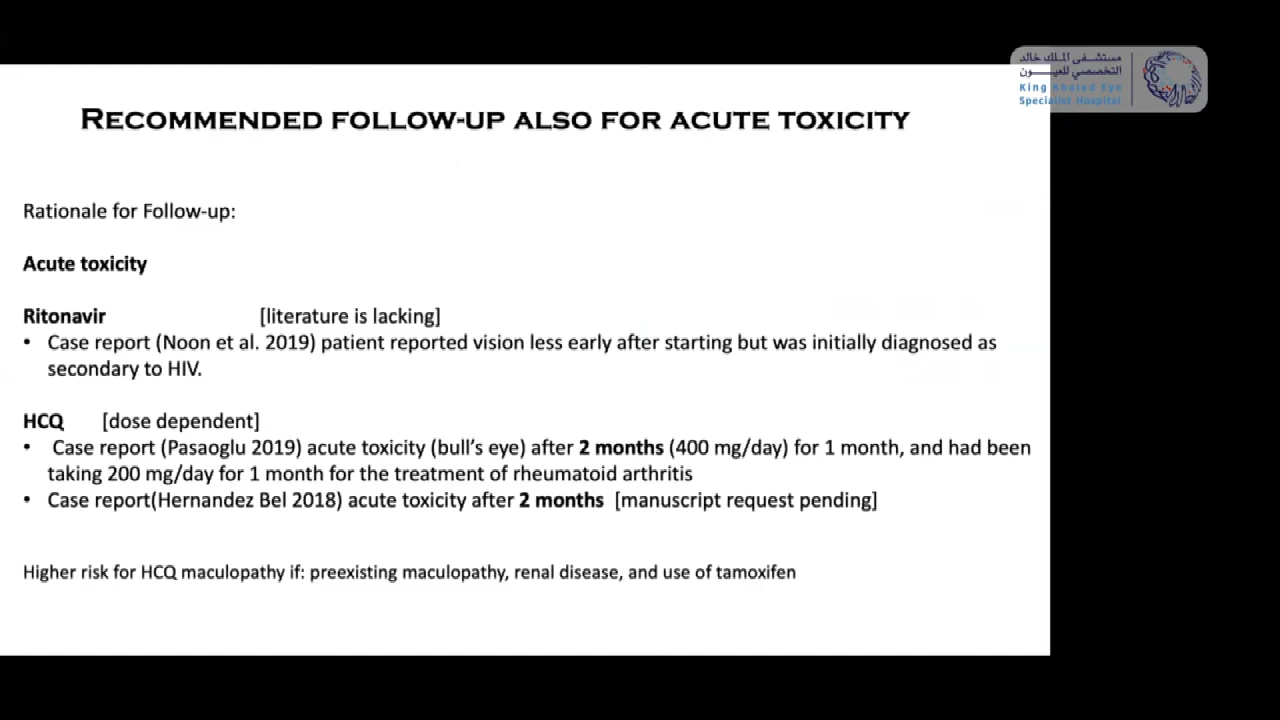 مستشفى الملك خالد
التخصصي للعيون
King Khaled Eye
Specialist Hospital
RECOMMENDED FOLLOW-UP ALSO FOR ACUTE TOXICITY
Rationale for Follow-up:
Acute toxicity
Ritonavir [literature is lacking]
• Case report (Noon et al. 2019) patient reported vision less early after starting but was initially diagnosed as
secondary to HIV.
HCQ [dose dependent]
• Case report (Pasaoglu 2019) acute toxicity (bull’s eye) after 2 months (400 mg/day) for 1 month, and had been
taking 200 mg/day for 1 month for the treatment of rheumatoid arthritis
• Case report(Hernandez Bel 2018) acute toxicity after 2 months [manuscript request pending]
Higher risk for HCQ maculopathy if: preexisting maculopathy, renal disease, and use of tamoxifen